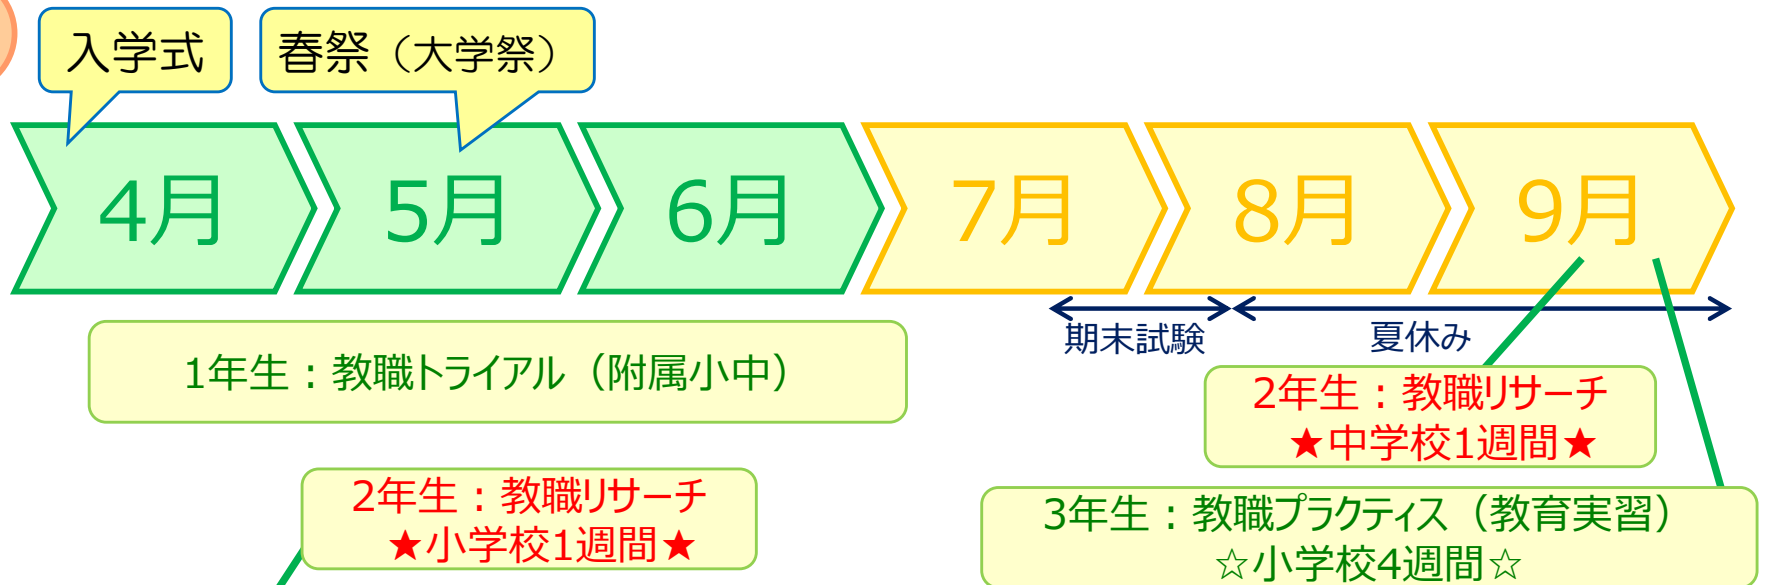 入学式
春祭（大学祭）
4月
5月
6月
7月
8月
9月
期末試験
夏休み
1年生：教職トライアル（附属小中）
2年生：教職リサーチ
★中学校1週間★
2年生：教職リサーチ
★小学校1週間★
3年生：教職プラクティス（教育実習）
☆小学校4週間☆